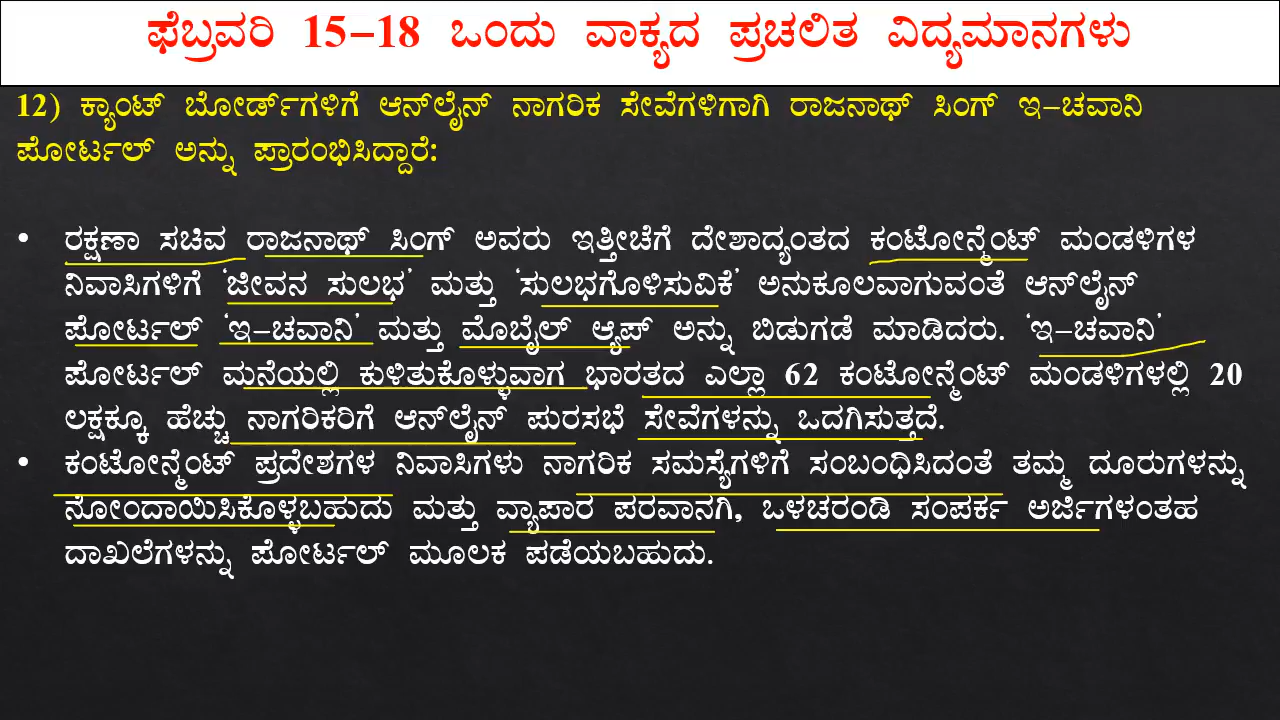 ಫೆಬ್ರವರಿ 15-18 ಒಂದು ವಾಕ್ಯದ ಪ್ರಚಲಿತ ವಿದ್ಯಮಾನಗಳು
12) ಕ್ಯಾಂಟ್ ಬೋರ್ಡ್‌ಗಳಿಗೆ ಆನ್‌ಲೈನ್ ನಾಗರಿಕ ಸೇವೆಗಳಿಗಾಗಿ ರಾಜನಾಥ್ ಸಿಂಗ್ ಇ-ಚವಾನಿ
ಪೋರ್ಟಲ್ ಅನ್ನು ಪ್ರಾರಂಭಿಸಿದ್ದಾರೆ:
• ರಕ್ಷಣಾ ಸಚಿವ ರಾಜನಾಥ್ ಸಿಂಗ್ ಅವರು ಇತ್ತೀಚೆಗೆ ದೇಶಾದ್ಯಂತದ ಕಂಟೋನ್ಮೆಂಟ್ ಮಂಡಳಿಗಳ
ನಿವಾಸಿಗಳಿಗೆ 'ಜೀವನ ಸುಲಭ' ಮತ್ತು 'ಸುಲಭಗೊಳಿಸುವಿಕೆ' ಅನುಕೂಲವಾಗುವಂತೆ ಆನ್‌ಲೈನ್
ಪೋರ್ಟಲ್ 'ಇ-ಚವಾನಿ' ಮತ್ತು ಮೊಬೈಲ್ ಆ್ಯಪ್ ಅನ್ನು ಬಿಡುಗಡೆ ಮಾಡಿದರು. 'ಇ-ಚವಾನಿ'
ಪೋರ್ಟಲ್ ಮನೆಯಲ್ಲಿ ಕುಳಿತುಕೊಳ್ಳುವಾಗ ಭಾರತದ ಎಲ್ಲಾ 62 ಕಂಟೋನ್ಮೆಂಟ್ ಮಂಡಳಿಗಳಲ್ಲಿ 20
ಲಕ್ಷಕ್ಕೂ ಹೆಚ್ಚು ನಾಗರಿಕರಿಗೆ ಆನ್‌ಲೈನ್ ಪುರಸಭೆ ಸೇವೆಗಳನ್ನು ಒದಗಿಸುತ್ತದೆ.
• ಕಂಟೋನ್ಮೆಂಟ್ ಪ್ರದೇಶಗಳ ನಿವಾಸಿಗಳು ನಾಗರಿಕ ಸಮಸ್ಯೆಗಳಿಗೆ ಸಂಬಂಧಿಸಿದಂತೆ ತಮ್ಮ ದೂರುಗಳನ್ನು
ನೋಂದಾಯಿಸಿಕೊಳ್ಳಬಹುದು ಮತ್ತು ವ್ಯಾಪಾರ ಪರವಾನಗಿ, ಒಳಚರಂಡಿ ಸಂಪರ್ಕ ಅರ್ಜಿಗಳಂತಹ
ದಾಖಲೆಗಳನ್ನು ಪೋರ್ಟಲ್ ಮೂಲಕ ಪಡೆಯಬಹುದು.